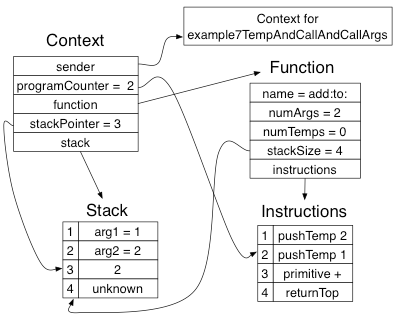 Context for
example7TempAndCallAndCallArgs
Context
sender
programCounter = 2
function
stackPointer = 3
stack
Function
name = add:to:
numArgs = 2
numTemps = 0
stackSize = 4
instructions
Stack
1 arg1 = 1
2 arg2 = 2
3 2
4 unknown
Instructions
1 pushTemp 2
2 pushTemp 1
3 primitive +
4 returnTop